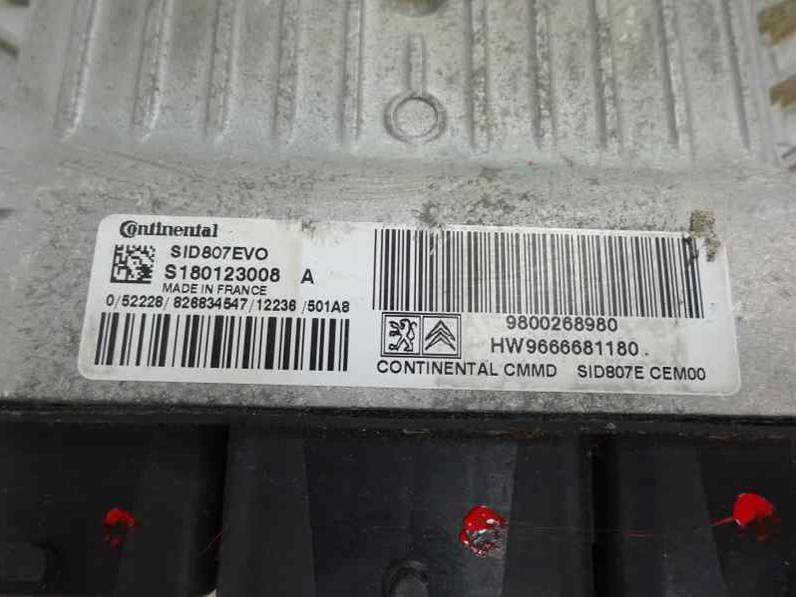 Continental
SID807EVO
S180123008 A
MADE IN FRANCE
0/52228/826834547/12236/501A8
9800268980
HW9666681180
CONTINENTAL CMMD SID807E CEM00